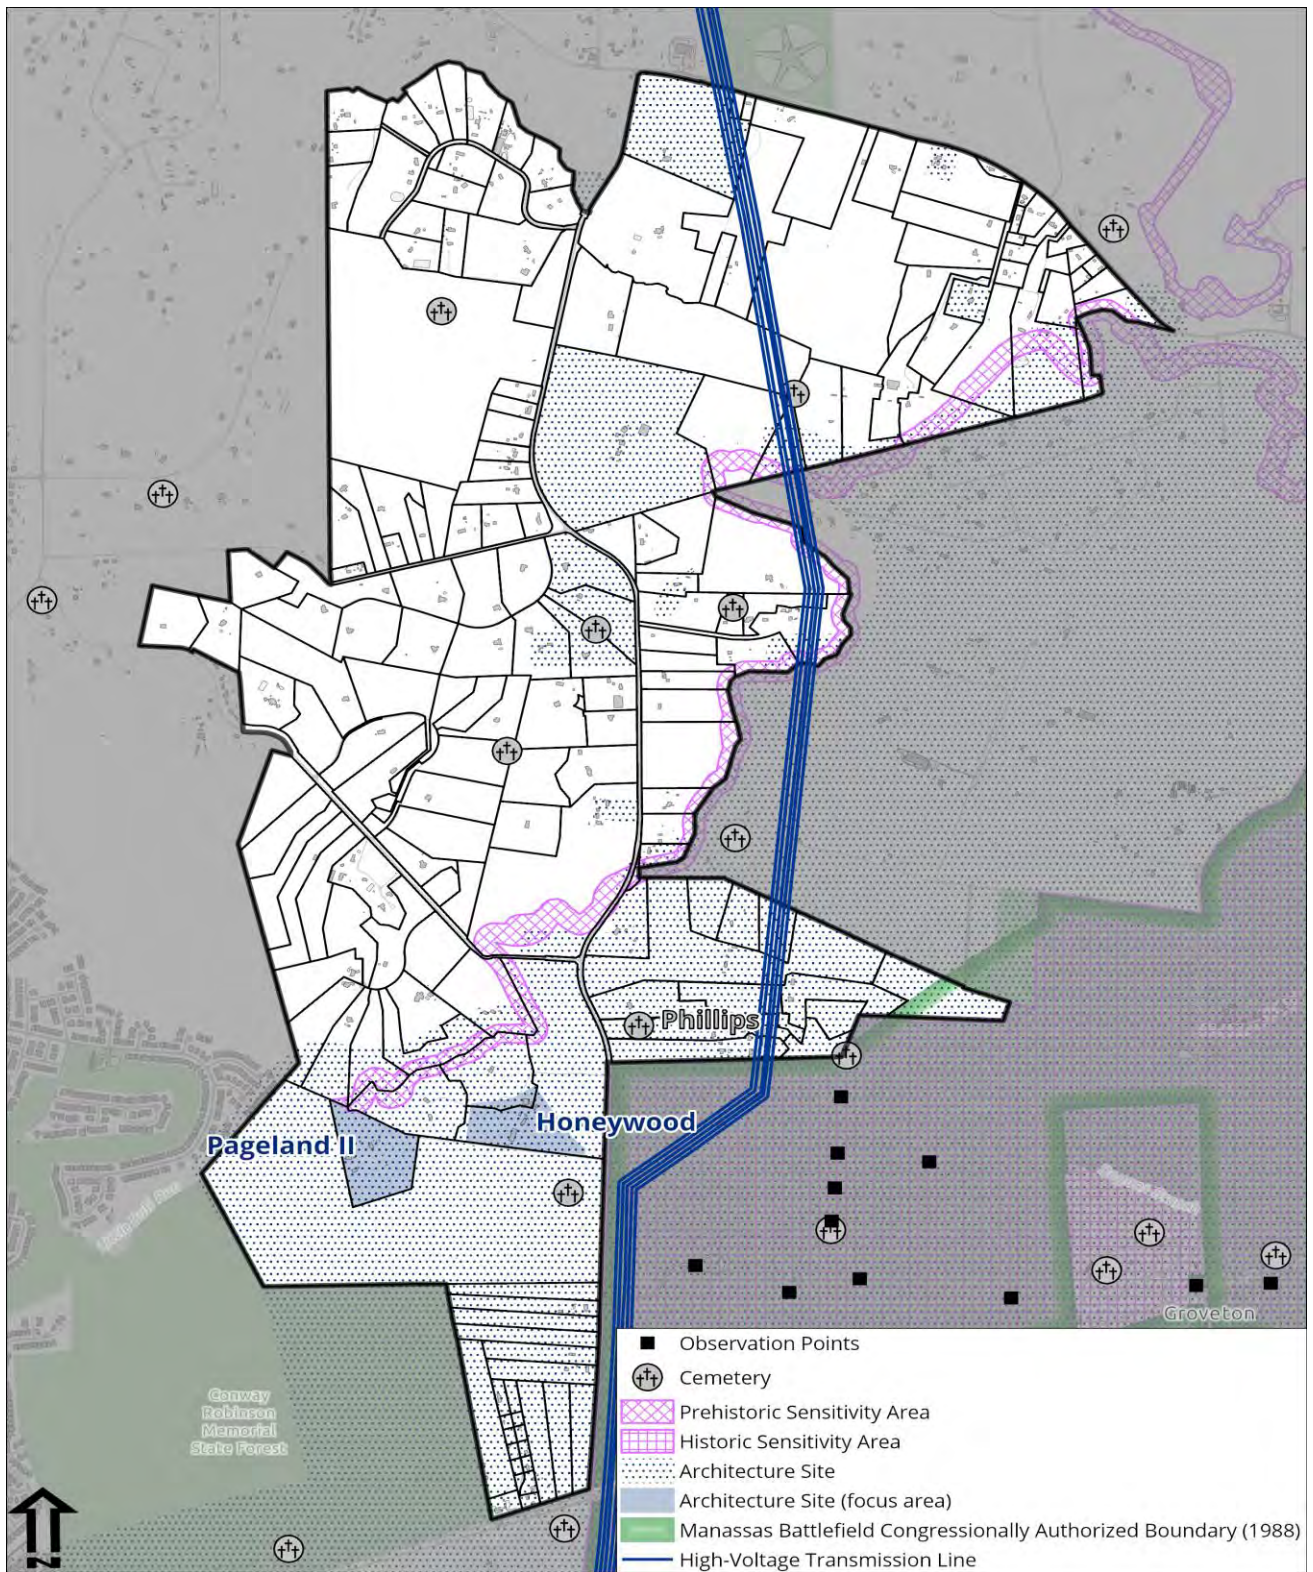 Phillips
Honeywood
Pageland II
Groveton
Conway
Robinson
Memorial
State Forest
Observation Points
Cemetery
Prehistoric Sensitivity Area
Historic Sensitivity Area
Architecture Site
Architecture Site (focus area)
Manassas Battlefield Congressionally Authorized Boundary (1988)
High-Voltage Transmission Line
N